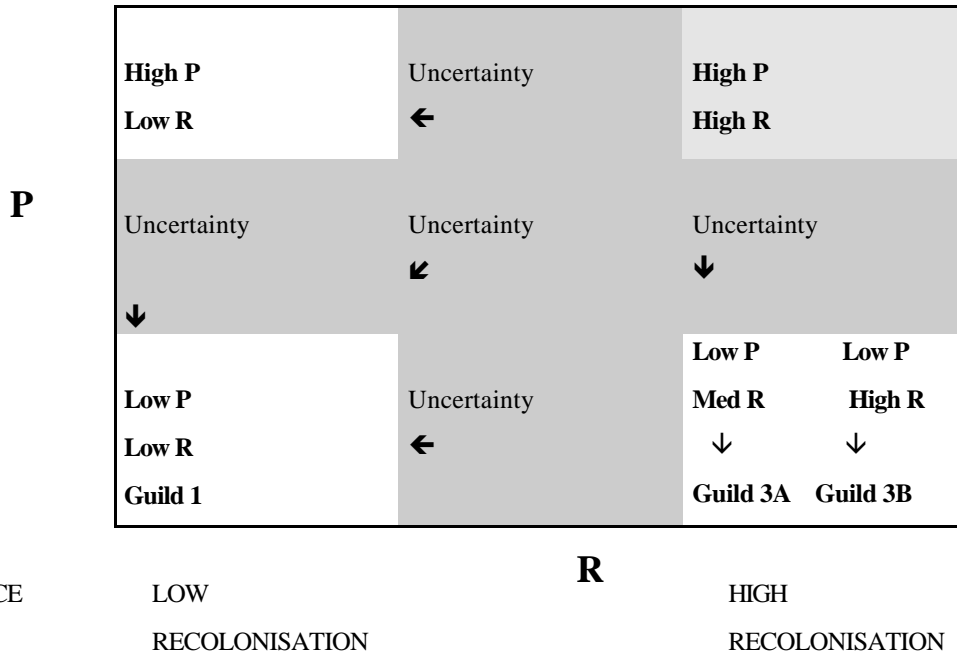 High P Uncertainty High P
Low R ← High R
P
Uncertainty Uncertainty Uncertainty
↙ ↓
↓
Low P Low P
Low P Uncertainty Med R High R
Low R ← ↓ ↓
Guild 1 Guild 3A Guild 3B
R
CE LOW HIGH
RECOLONISATION RECOLONISATION